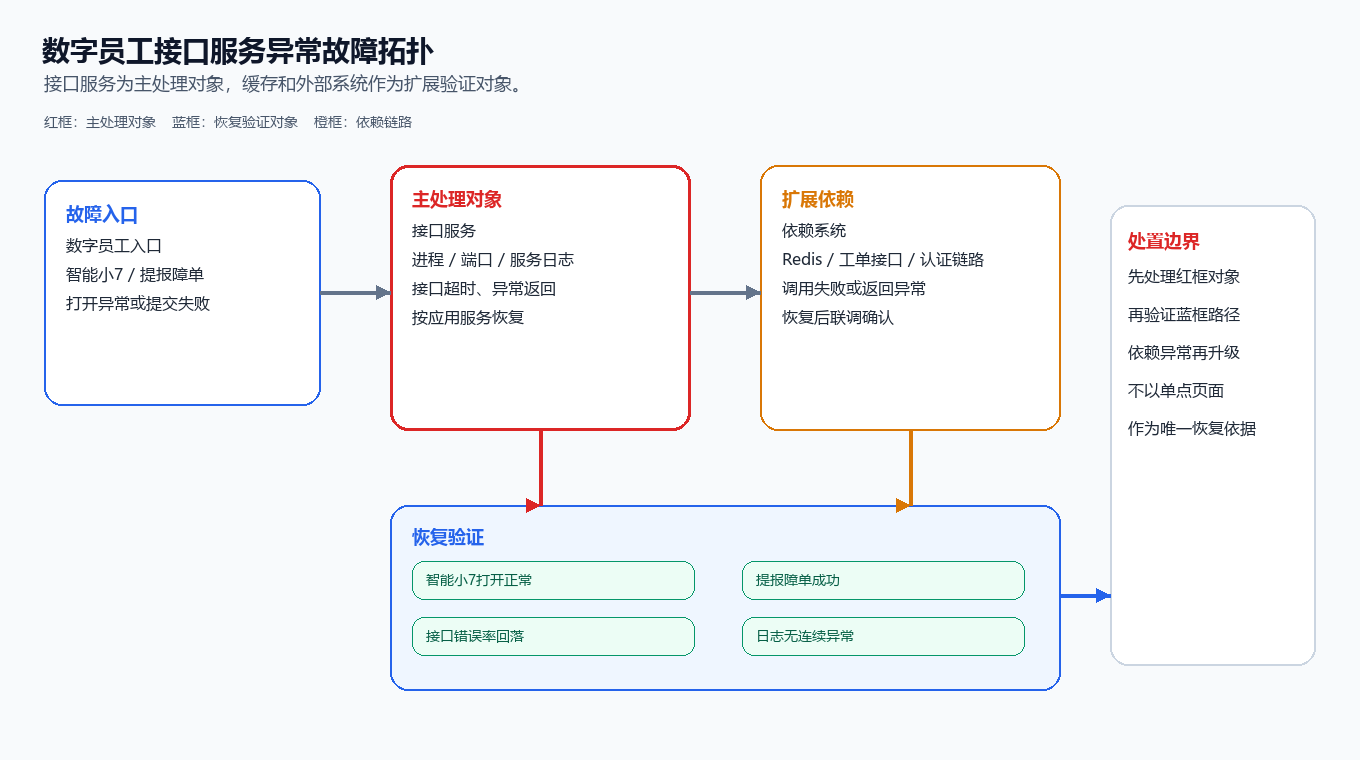 数字员工接口服务异常故障拓扑
接口服务为主处理对象，缓存和外部系统作为扩展验证对象。
红框：主处理对象 蓝框：恢复验证对象 橙框：依赖链路
故障入口
数字员工入口
智能小7 / 提报障单
打开异常或提交失败
主处理对象
接口服务
进程 / 端口 / 服务日志
接口超时、异常返回
按应用服务恢复
扩展依赖
依赖系统
Redis / 工单接口 / 认证链路
调用失败或返回异常
恢复后联调确认
处置边界
先处理红框对象
再验证蓝框路径
依赖异常再升级
不以单点页面
作为唯一恢复依据
恢复验证
智能小7打开正常
提报障单成功
接口错误率回落
日志无连续异常